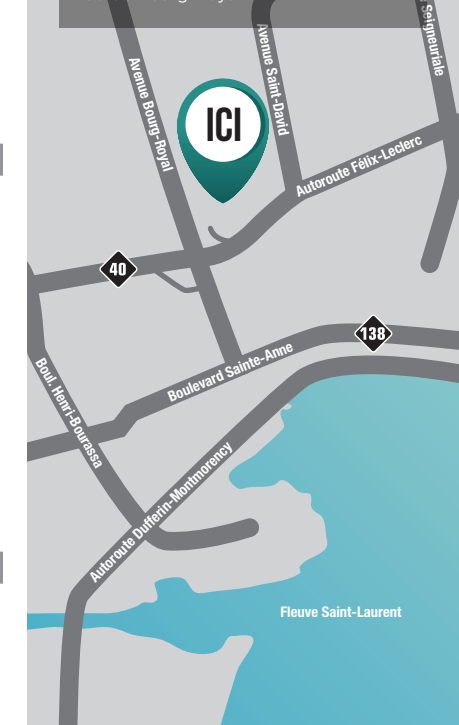 Avenue Bourg-Royal
Avenue Saint-David
Seigneuriale
ICI
Autoroute Félix-Leclerc
40
138
Boulevard Sainte-Anne
Boul. Henri-Bourassa
Autoroute Dufferin-Montmorency
Fleuve Saint-Laurent